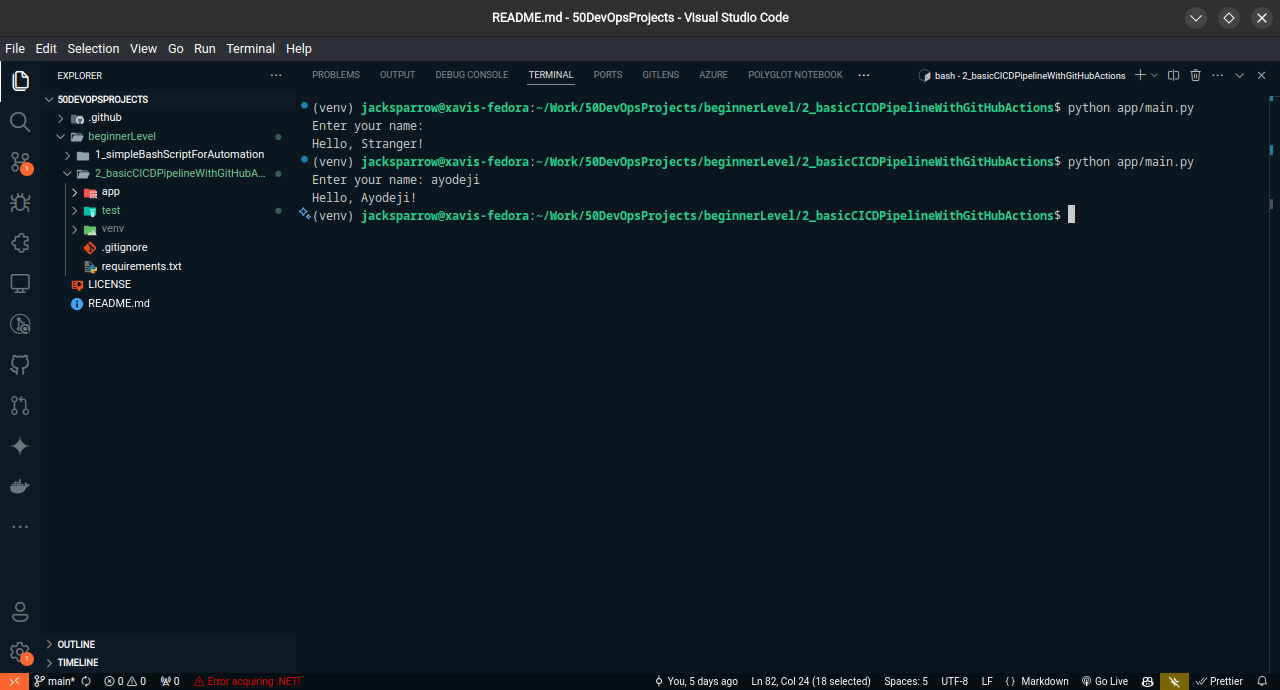 README.md - 50DevOpsProjects - Visual Studio Code
File Edit Selection View Go Run Terminal Help
EXPLORER
50DEVOPSPROJECTS
.github
beginnerLevel
1_simpleBashScriptForAutomation
2_basicCICDPipelineWithGitHubA...
app
test
venv
.gitignore
requirements.txt
LICENSE
README.md
OUTLINE
TIMELINE
PROBLEMS OUTPUT DEBUG CONSOLE TERMINAL PORTS GITLENS AZURE POLYGLOT NOTEBOOK ... bash - 2_basicCICDPipelineWithGitHubActions
(venv) jacksparrow@xavis-fedora:~/Work/50DevOpsProjects/beginnerLevel/2_basicCICDPipelineWithGitHubActions$ python app/main.py
Enter your name:
Hello, Stranger!
(venv) jacksparrow@xavis-fedora:~/Work/50DevOpsProjects/beginnerLevel/2_basicCICDPipelineWithGitHubActions$ python app/main.py
Enter your name: ayodeji
Hello, Ayodeji!
(venv) jacksparrow@xavis-fedora:~/Work/50DevOpsProjects/beginnerLevel/2_basicCICDPipelineWithGitHubActions$
1
1
main* 0 0 0 Error acquiring .NET! You, 5 days ago Ln 82, Col 24 (18 selected) Spaces: 5 UTF-8 LF {} Markdown Go Live Prettier